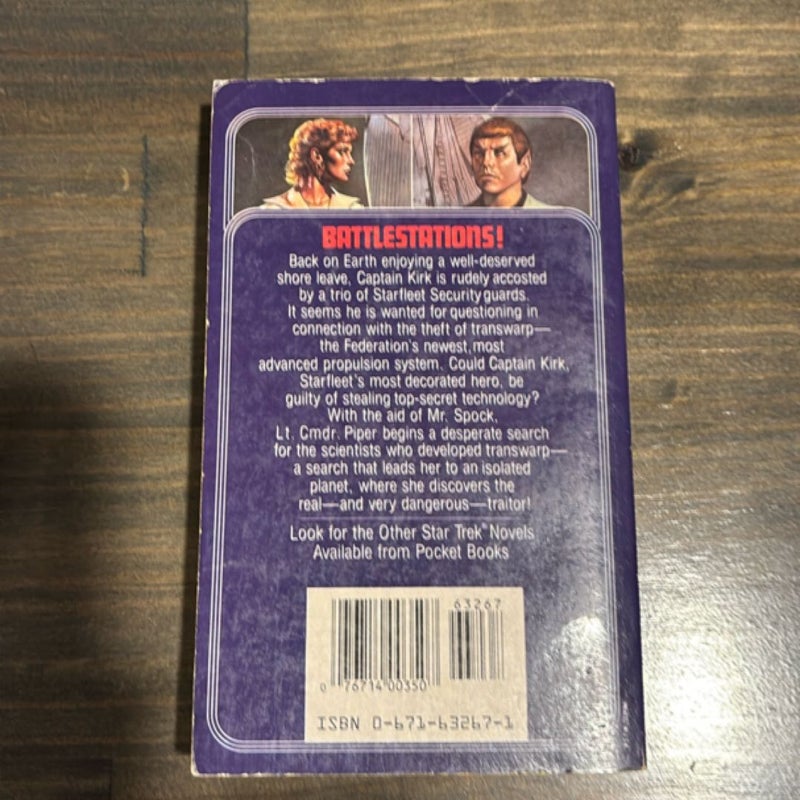 BATTLESTATIONS!
Back on Earth enjoying a well-deserved
shore leave, Captain Kirk is rudely accosted
by a trio of Starfleet Security guards.
It seems he is wanted for questioning in
connection with the theft of transwarp—
the Federation's newest, most
advanced propulsion system. Could Captain Kirk,
Starfleet's most decorated hero, be
guilty of stealing top-secret technology?
With the aid of Mr. Spock,
Lt. Cmdr. Piper begins a desperate search
for the scientists who developed transwarp—
a search that leads her to an isolated
planet, where she discovers the
real—and very dangerous—traitor!
Look for the Other Star Trek® Novels
Available from Pocket Books
63267
0 76714 00350
ISBN 0-671-63267-1